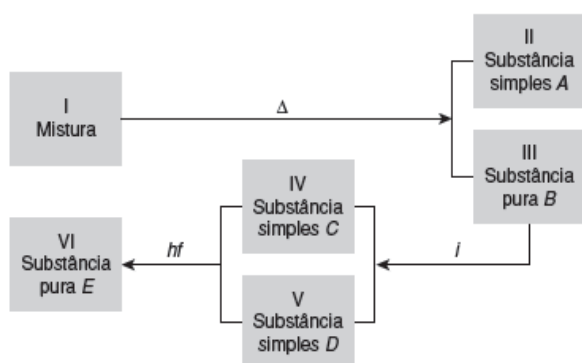 II
Substância
simples A
I
Mistura
Δ
III
Substância
pura B
IV
Substância
simples C
VI
Substância
pura E
hf
i
V
Substância
simples D